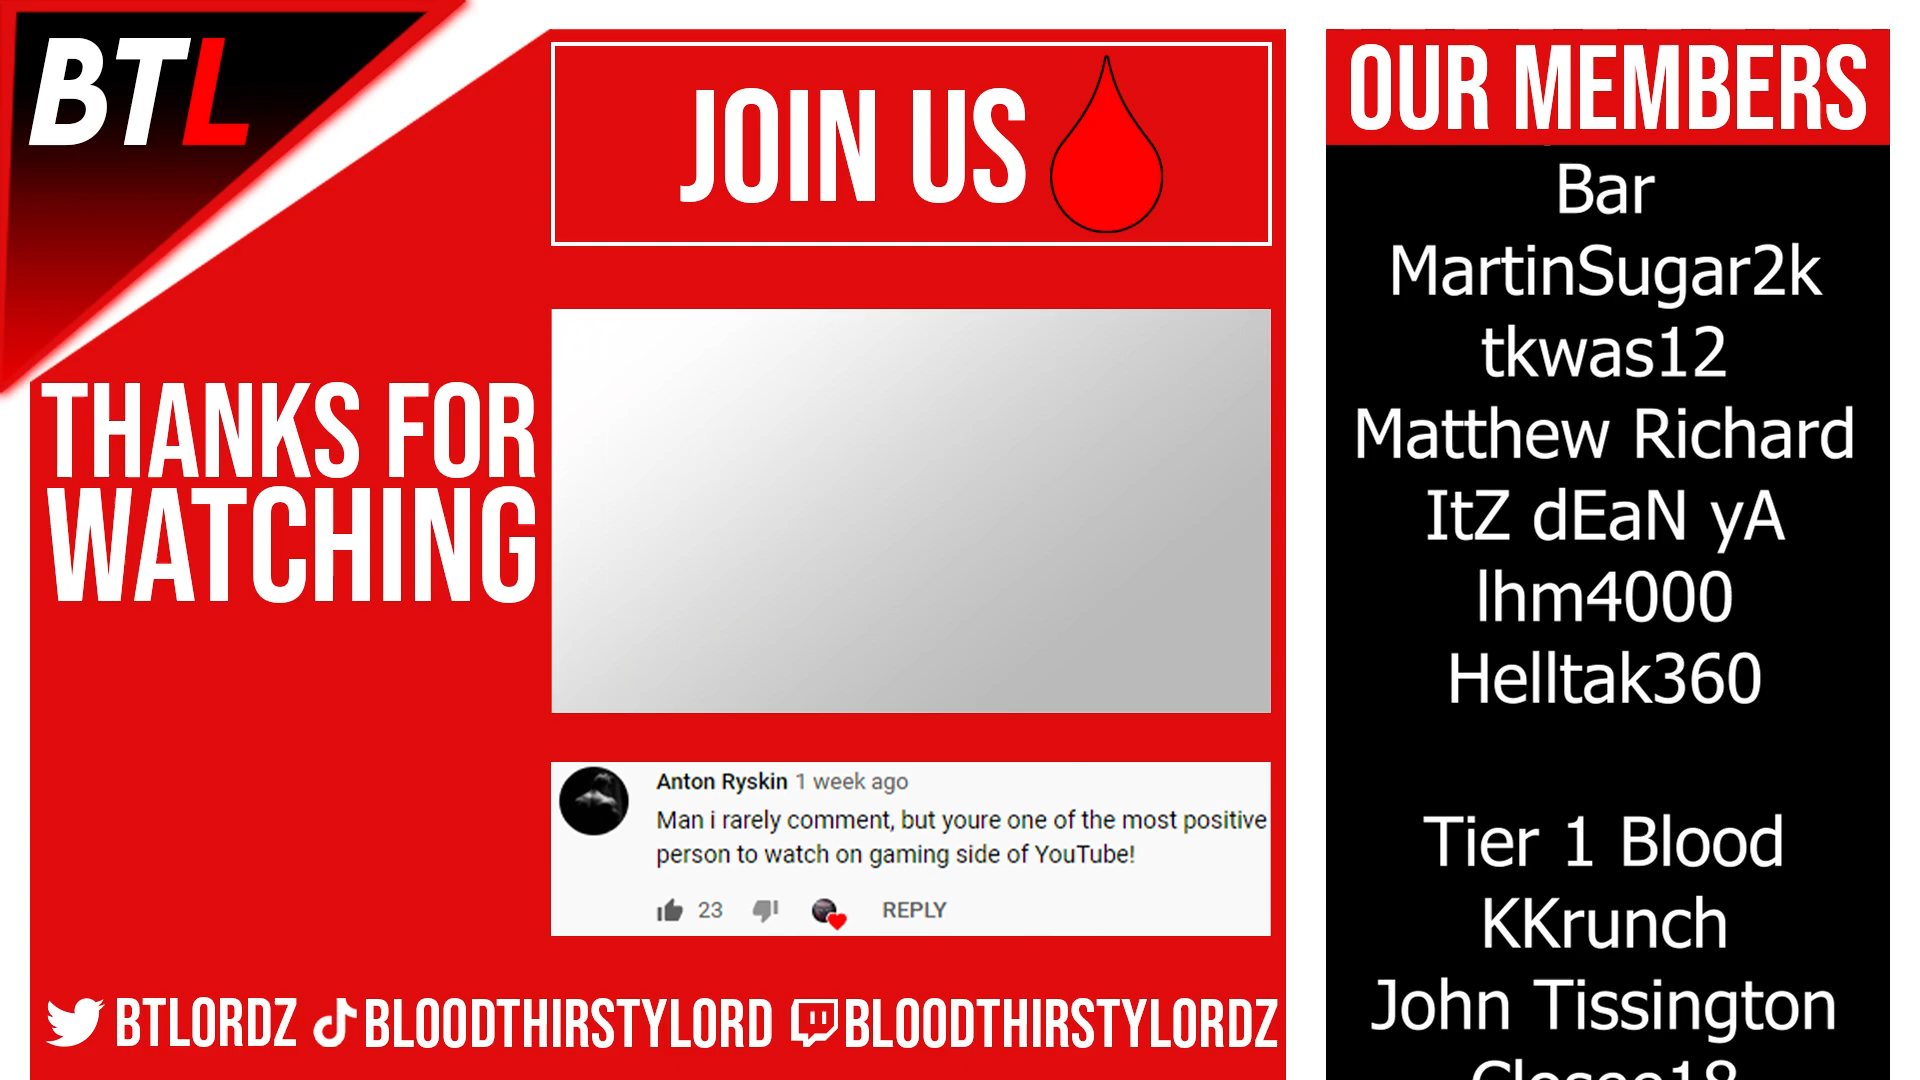 BTL
JOIN US
THANKS FOR
WATCHING
Anton Ryskin 1 week ago
Man i rarely comment, but youre one of the most positive
person to watch on gaming side of YouTube!
23 REPLY
BTLORDZ BLOODTHIRSTYLORD BLOODTHIRSTYLORDZ
OUR MEMBERS
Bar
MartinSugar2k
tkwas12
Matthew Richard
ItZ dEaN yA
lhm4000
Helltak360
Tier 1 Blood
KKrunch
John Tissington